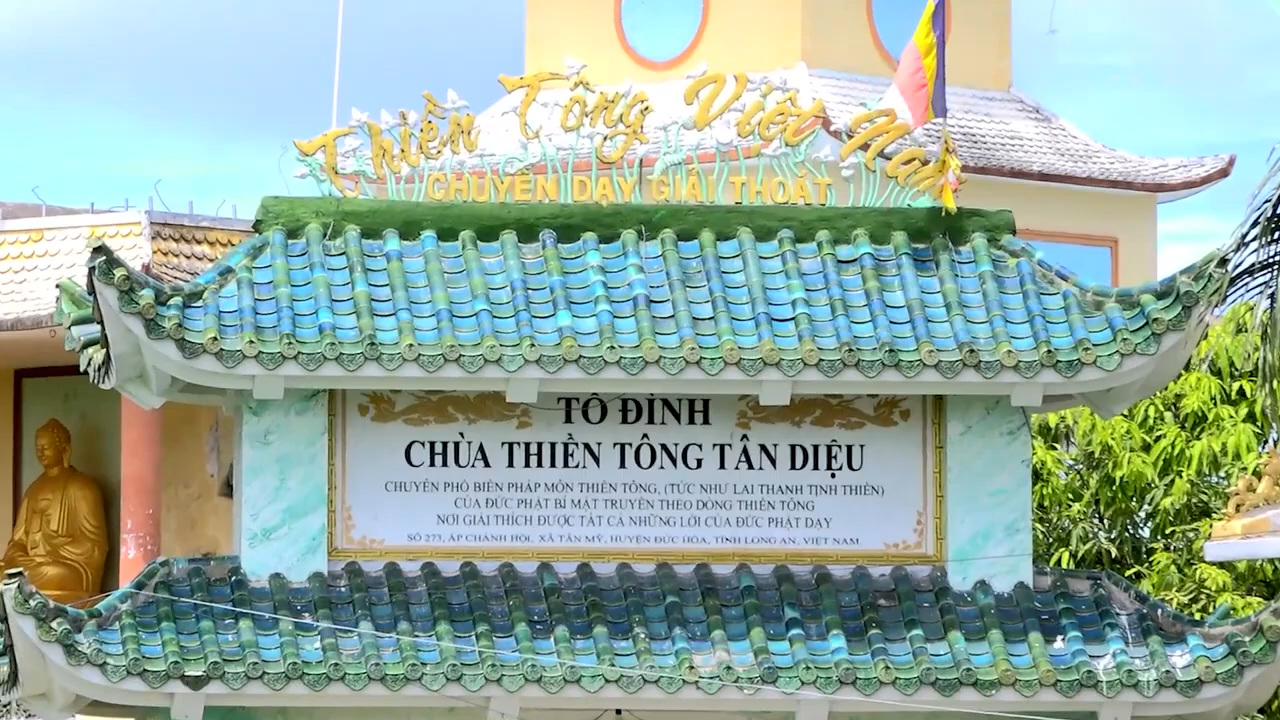 Thiền Tông Việt Nam
CHUYÊN DẠY GIẢI THOÁT
TỔ ĐÌNH
CHÙA THIỀN TÔNG TÂN DIỆU
CHUYÊN PHỔ BIẾN PHÁP MÔN THIỀN TÔNG, (TỨC NHƯ LAI THANH TỊNH THIỀN)
CỦA ĐỨC PHẬT BÍ MẬT TRUYỀN THEO DÒNG THIỀN TÔNG
NƠI GIẢI THÍCH ĐƯỢC TẤT CẢ NHỮNG LỜI CỦA ĐỨC PHẬT DẠY
SỐ 273, ẤP CHÁNH HỘI, XÃ TÂN MỸ, HUYỆN ĐỨC HÒA, TỈNH LONG AN, VIỆT NAM.